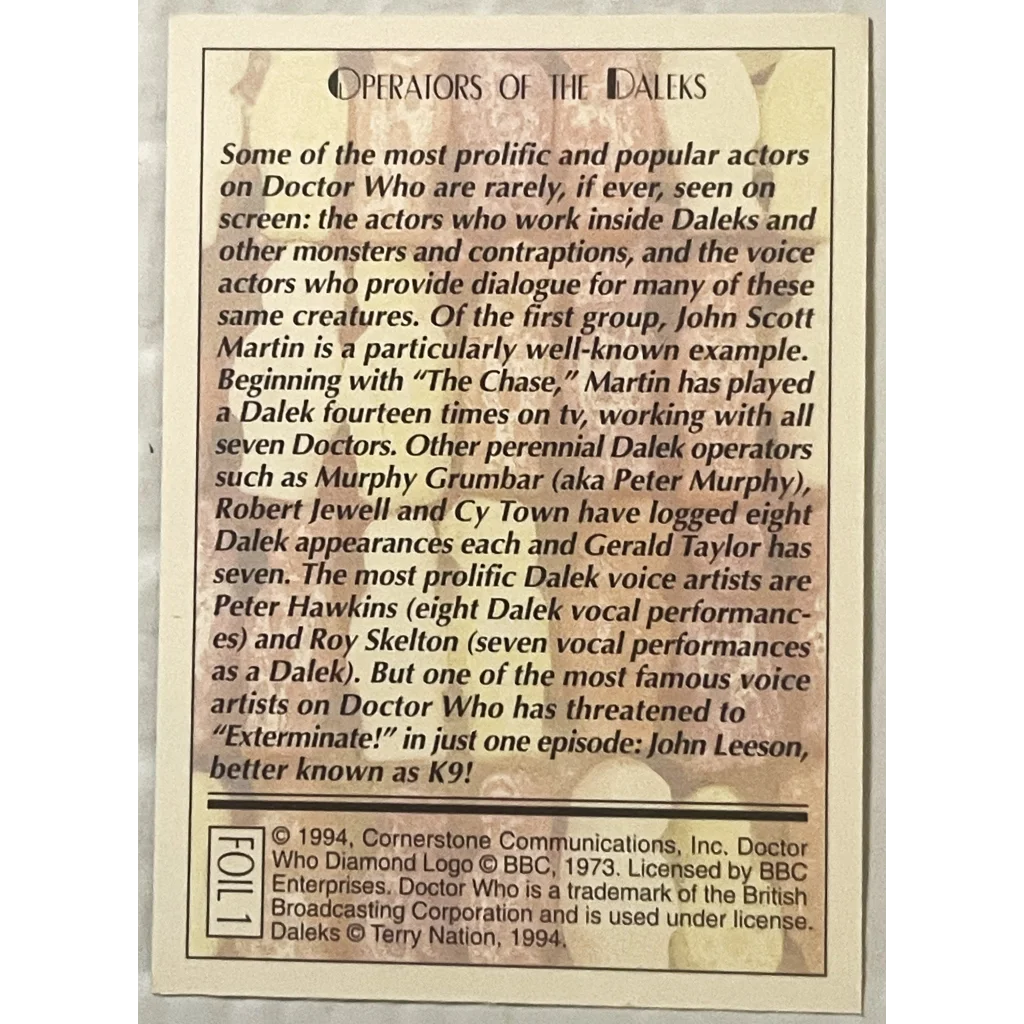 OPERATORS OF THE DALEKS
Some of the most prolific and popular actors
on Doctor Who are rarely, if ever, seen on
screen: the actors who work inside Daleks and
other monsters and contraptions, and the voice
actors who provide dialogue for many of these
same creatures. Of the first group, John Scott
Martin is a particularly well-known example.
Beginning with “The Chase,” Martin has played
a Dalek fourteen times on tv, working with all
seven Doctors. Other perennial Dalek operators
such as Murphy Grumbar (aka Peter Murphy),
Robert Jewell and Cy Town have logged eight
Dalek appearances each and Gerald Taylor has
seven. The most prolific Dalek voice artists are
Peter Hawkins (eight Dalek vocal performanc-
es) and Roy Skelton (seven vocal performances
as a Dalek). But one of the most famous voice
artists on Doctor Who has threatened to
“Exterminate!” in just one episode: John Leeson,
better known as K9!
FOIL 1
© 1994, Cornerstone Communications, Inc. Doctor
Who Diamond Logo © BBC, 1973. Licensed by BBC
Enterprises. Doctor Who is a trademark of the British
Broadcasting Corporation and is used under license.
Daleks © Terry Nation, 1994.